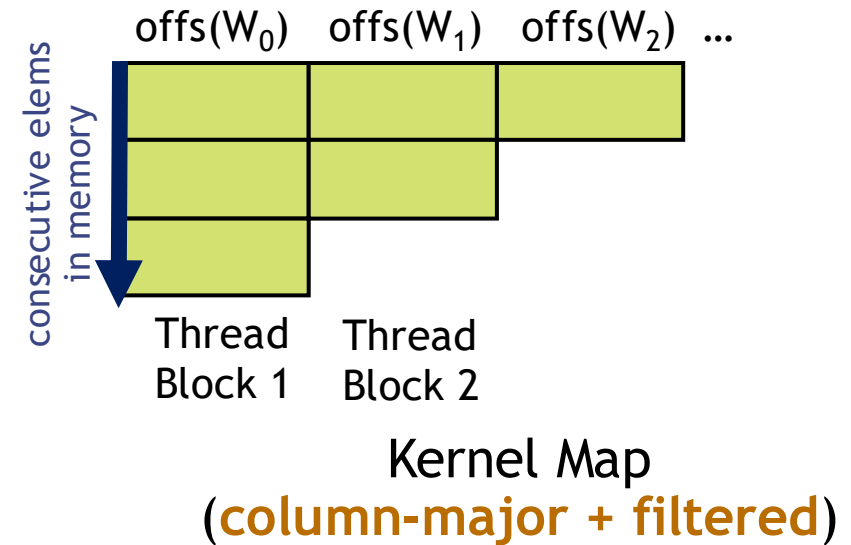 offs(W₀) offs(W₁) offs(W₂) ...
consecutive elems
in memory
Thread
Block 1
Thread
Block 2
Kernel Map
(column-major + filtered)